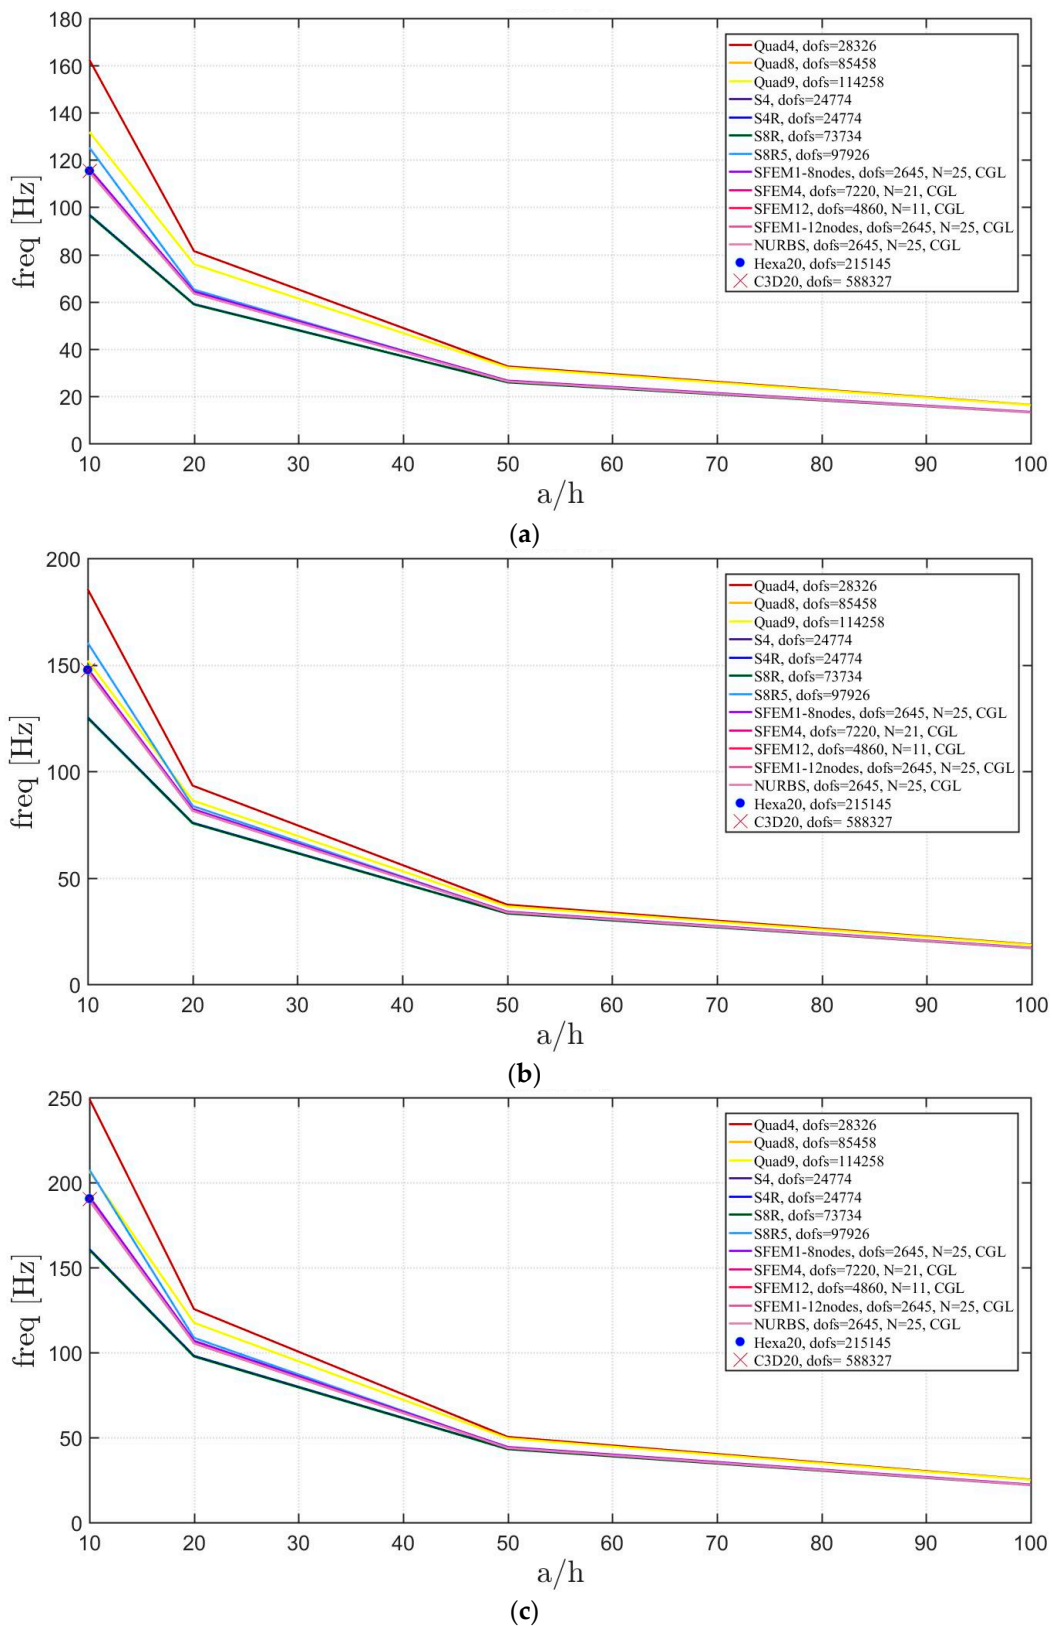 180
160
140
120
100
80
60
40
20
0
freq [Hz]
Quad4, dofs=28326
Quad8, dofs=85458
Quad9, dofs=114258
S4, dofs=24774
S4R, dofs=24774
S8R, dofs=73734
S8R5, dofs=97926
SFEM1-8nodes, dofs=2645, N=25, CGL
SFEM4, dofs=7220, N=21, CGL
SFEM12, dofs=4860, N=11, CGL
SFEM1-12nodes, dofs=2645, N=25, CGL
NURBS, dofs=2645, N=25, CGL
Hexa20, dofs=215145
C3D20, dofs= 588327
10 20 30 40 50 60 70 80 90 100
a/h
(a)
200
150
100
50
0
freq [Hz]
Quad4, dofs=28326
Quad8, dofs=85458
Quad9, dofs=114258
S4, dofs=24774
S4R, dofs=24774
S8R, dofs=73734
S8R5, dofs=97926
SFEM1-8nodes, dofs=2645, N=25, CGL
SFEM4, dofs=7220, N=21, CGL
SFEM12, dofs=4860, N=11, CGL
SFEM1-12nodes, dofs=2645, N=25, CGL
NURBS, dofs=2645, N=25, CGL
Hexa20, dofs=215145
C3D20, dofs= 588327
10 20 30 40 50 60 70 80 90 100
a/h
(b)
250
200
150
100
50
0
freq [Hz]
Quad4, dofs=28326
Quad8, dofs=85458
Quad9, dofs=114258
S4, dofs=24774
S4R, dofs=24774
S8R, dofs=73734
S8R5, dofs=97926
SFEM1-8nodes, dofs=2645, N=25, CGL
SFEM4, dofs=7220, N=21, CGL
SFEM12, dofs=4860, N=11, CGL
SFEM1-12nodes, dofs=2645, N=25, CGL
NURBS, dofs=2645, N=25, CGL
Hexa20, dofs=215145
C3D20, dofs= 588327
10 20 30 40 50 60 70 80 90 100
a/h
(c)